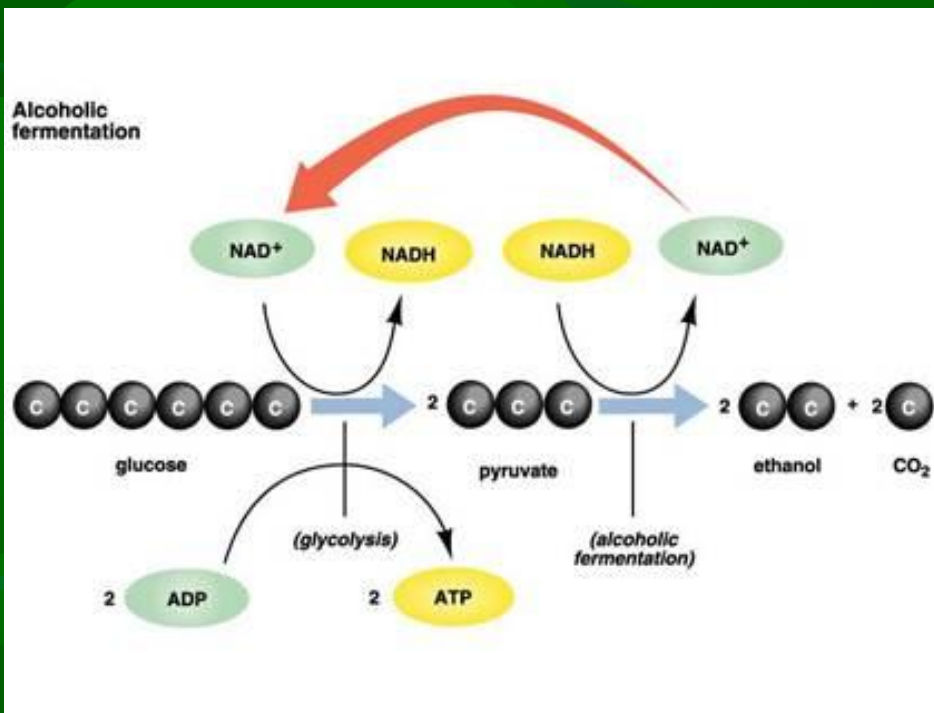 Alcoholic
fermentation
NAD+ NADH NADH NAD+
C C C C C C 2 C C C 2 C C + 2 C
glucose pyruvate ethanol CO2
(glycolysis) (alcoholic
fermentation)
2 ADP 2 ATP